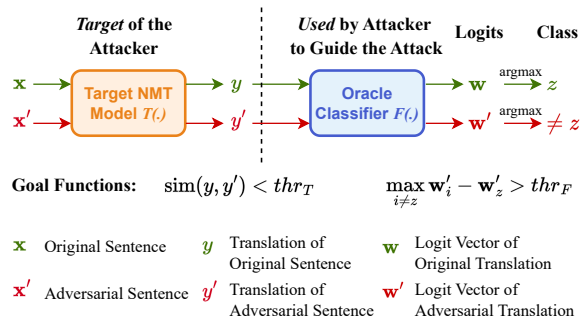 Target of the Attacker
Used by Attacker to Guide the Attack
Logits
Class
x
Target NMT Model T(.)
y
Oracle Classifier F(.)
w
argmax
z
x′
y′
w′
argmax
≠ z
Goal Functions: sim(y, y′) < thr_T max_{i≠z} w′_i − w′_z > thr_F
x Original Sentence
y Translation of Original Sentence
w Logit Vector of Original Translation
x′ Adversarial Sentence
y′ Translation of Adversarial Sentence
w′ Logit Vector of Adversarial Translation